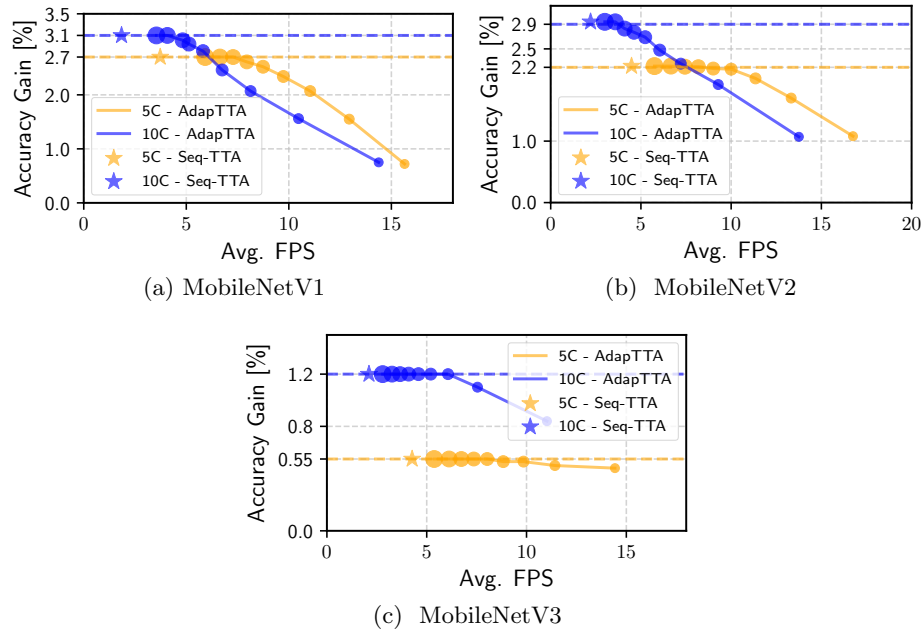 Accuracy Gain [%]
3.5
3.1
2.7
2.0
1.0
0.0
5C - AdapTTA
10C - AdapTTA
5C - Seq-TTA
10C - Seq-TTA
0 5 10 15
Avg. FPS
(a) MobileNetV1
Accuracy Gain [%]
2.9
2.5
2.2
1.0
0.0
5C - AdapTTA
10C - AdapTTA
5C - Seq-TTA
10C - Seq-TTA
0 5 10 15 20
Avg. FPS
(b) MobileNetV2
Accuracy Gain [%]
1.2
0.8
0.55
0.0
5C - AdapTTA
10C - AdapTTA
5C - Seq-TTA
10C - Seq-TTA
0 5 10 15
Avg. FPS
(c) MobileNetV3